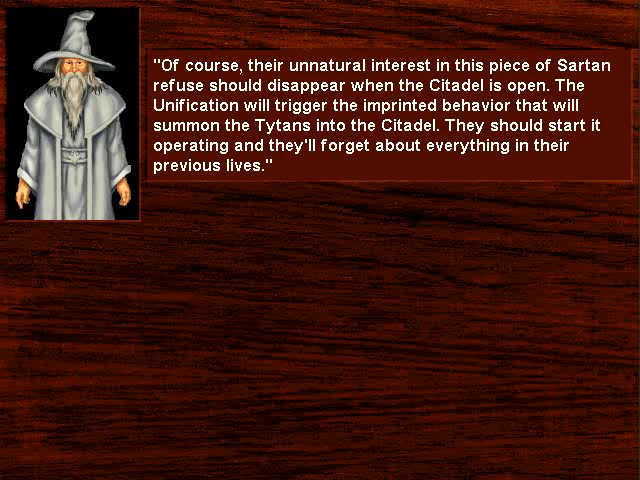 "Of course, their unnatural interest in this piece of Sartan
refuse should disappear when the Citadel is open. The
Unification will trigger the imprinted behavior that will
summon the Tytans into the Citadel. They should start it
operating and they'll forget about everything in their
previous lives."